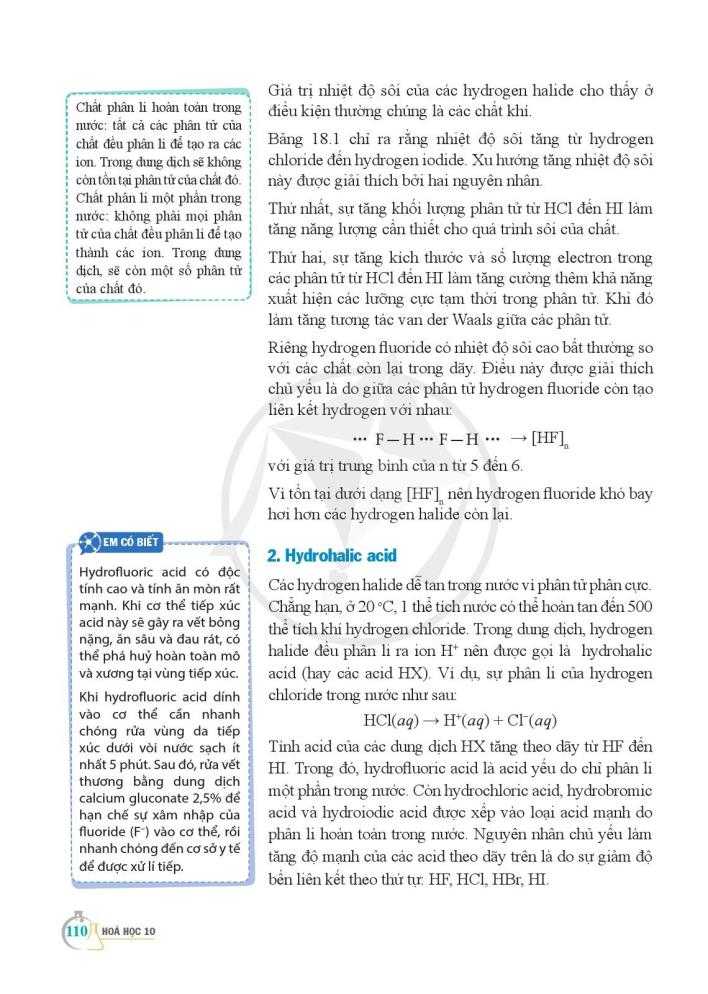 Chất phân li hoàn toàn trong
nước: tất cả các phân tử của
chất đều phân li để tạo ra các
ion. Trong dung dịch sẽ không
còn tồn tại phân tử của chất đó.
Chất phân li một phần trong
nước: không phải mọi phân
tử của chất đều phân li để tạo
thành các ion. Trong dung
dịch, sẽ còn một số phân tử
của chất đó.
Giá trị nhiệt độ sôi của các hydrogen halide cho thấy ở
điều kiện thường chúng là các chất khí.
Bảng 18.1 chỉ ra rằng nhiệt độ sôi tăng từ hydrogen
chloride đến hydrogen iodide. Xu hướng tăng nhiệt độ sôi
này được giải thích bởi hai nguyên nhân.
Thứ nhất, sự tăng khối lượng phân tử từ HCl đến HI làm
tăng năng lượng cần thiết cho quá trình sôi của chất.
Thứ hai, sự tăng kích thước và số lượng electron trong
các phân tử từ HCl đến HI làm tăng cường thêm khả năng
xuất hiện các lưỡng cực tạm thời trong phân tử. Khi đó
làm tăng tương tác van der Waals giữa các phân tử.
Riêng hydrogen fluoride có nhiệt độ sôi cao bất thường so
với các chất còn lại trong dãy. Điều này được giải thích
chủ yếu là do giữa các phân tử hydrogen fluoride còn tạo
liên kết hydrogen với nhau:
··· F – H ··· F – H ··· → [HF]ₙ
với giá trị trung bình của n từ 5 đến 6.
Vì tồn tại dưới dạng [HF]ₙ nên hydrogen fluoride khó bay
hơi hơn các hydrogen halide còn lại.
EM CÓ BIẾT
Hydrofluoric acid có độc
tính cao và tính ăn mòn rất
mạnh. Khi cơ thể tiếp xúc
acid này sẽ gây ra vết bỏng
nặng, ăn sâu và đau rát, có
thể phá huỷ hoàn toàn mô
và xương tại vùng tiếp xúc.
Khi hydrofluoric acid dính
vào cơ thể cần nhanh
chóng rửa vùng da tiếp
xúc dưới vòi nước sạch ít
nhất 5 phút. Sau đó, rửa vết
thương bằng dung dịch
calcium gluconate 2,5% để
hạn chế sự xâm nhập của
fluoride (F⁻) vào cơ thể, rồi
nhanh chóng đến cơ sở y tế
để được xử lí tiếp.
2. Hydrohalic acid
Các hydrogen halide dễ tan trong nước vì phân tử phân cực.
Chẳng hạn, ở 20 °C, 1 thể tích nước có thể hoàn tan đến 500
thể tích khí hydrogen chloride. Trong dung dịch, hydrogen
halide đều phân li ra ion H⁺ nên được gọi là hydrohalic
acid (hay các acid HX). Ví dụ, sự phân li của hydrogen
chloride trong nước như sau:
HCl(aq) → H⁺(aq) + Cl⁻(aq)
Tính acid của các dung dịch HX tăng theo dãy từ HF đến
HI. Trong đó, hydrofluoric acid là acid yếu do chỉ phân li
một phần trong nước. Còn hydrochloric acid, hydrobromic
acid và hydroiodic acid được xếp vào loại acid mạnh do
phân li hoàn toàn trong nước. Nguyên nhân chủ yếu làm
tăng độ mạnh của các acid theo dãy trên là do sự giảm độ
bền liên kết theo thứ tự: HF, HCl, HBr, HI.
110 HOÁ HỌC 10